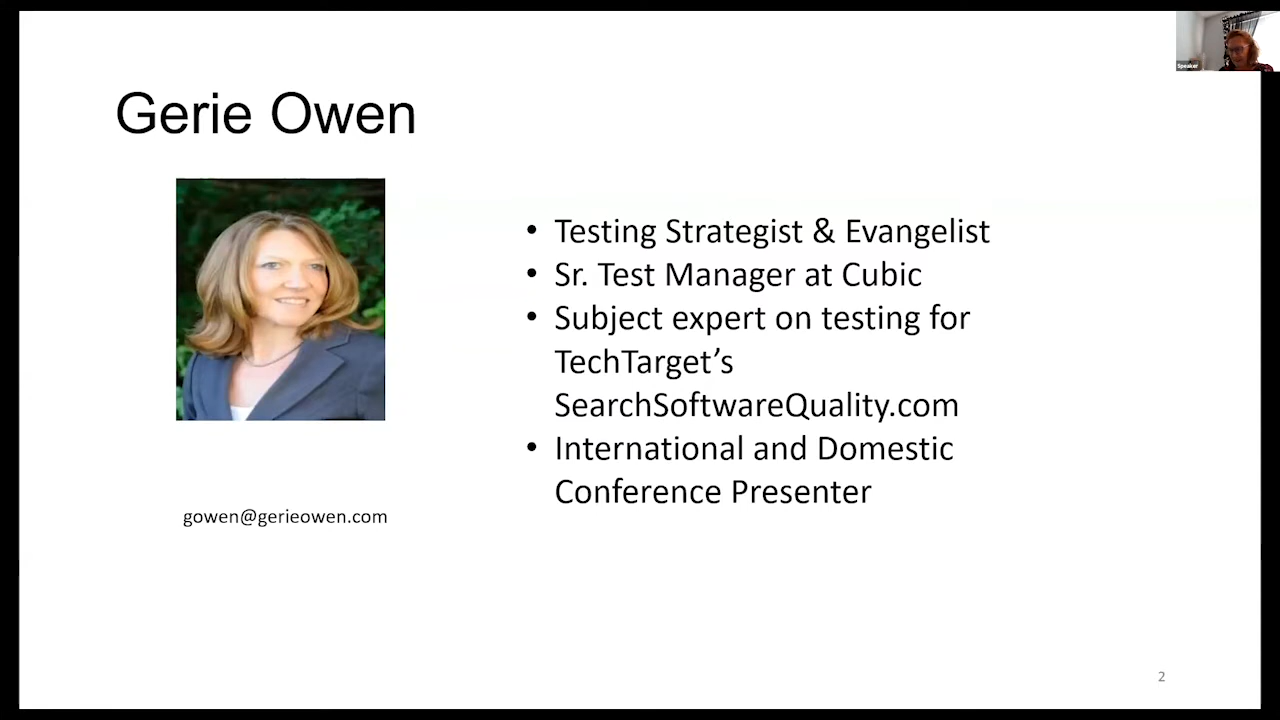 Speaker
Gerie Owen
• Testing Strategist & Evangelist
• Sr. Test Manager at Cubic
• Subject expert on testing for
TechTarget’s
SearchSoftwareQuality.com
• International and Domestic
Conference Presenter
gowen@gerieowen.com
2